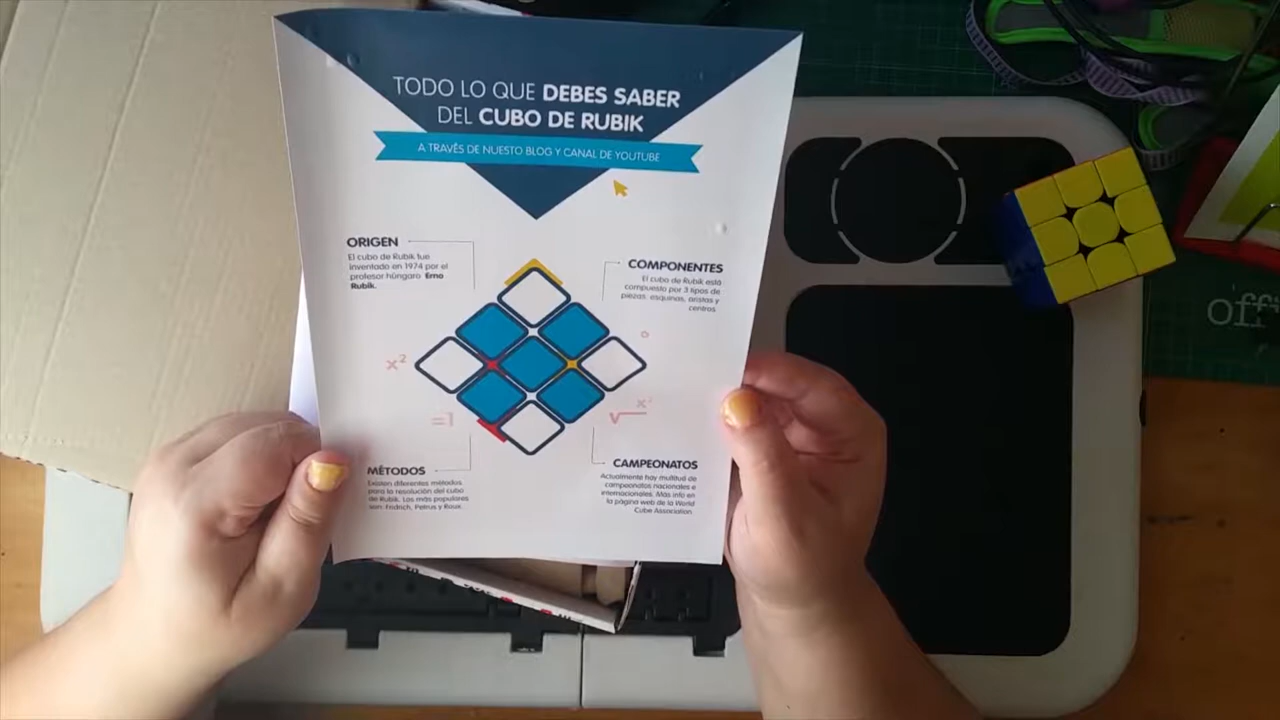 TODO LO QUE DEBES SABER
DEL CUBO DE RUBIK
A TRAVÉS DE NUESTO BLOG Y CANAL DE YOUTUBE
ORIGEN
El cubo de Rubik fue
inventado en 1974 por el
profesor húngaro Erno
Rubik.
COMPONENTES
El cubo de Rubik está
compuesto por 3 tipos de
piezas, esquinas, aristas y
centros.
x²
=1
√x²
MÉTODOS
Existen diferentes métodos
para la resolución del cubo
de Rubik. Los más populares
son: Fridrich, Petrus y Roux.
CAMPEONATOS
Actualmente hay multitud de
campeonatos nacionales e
internacionales. Más info en
la página web de la World
Cube Association.
off